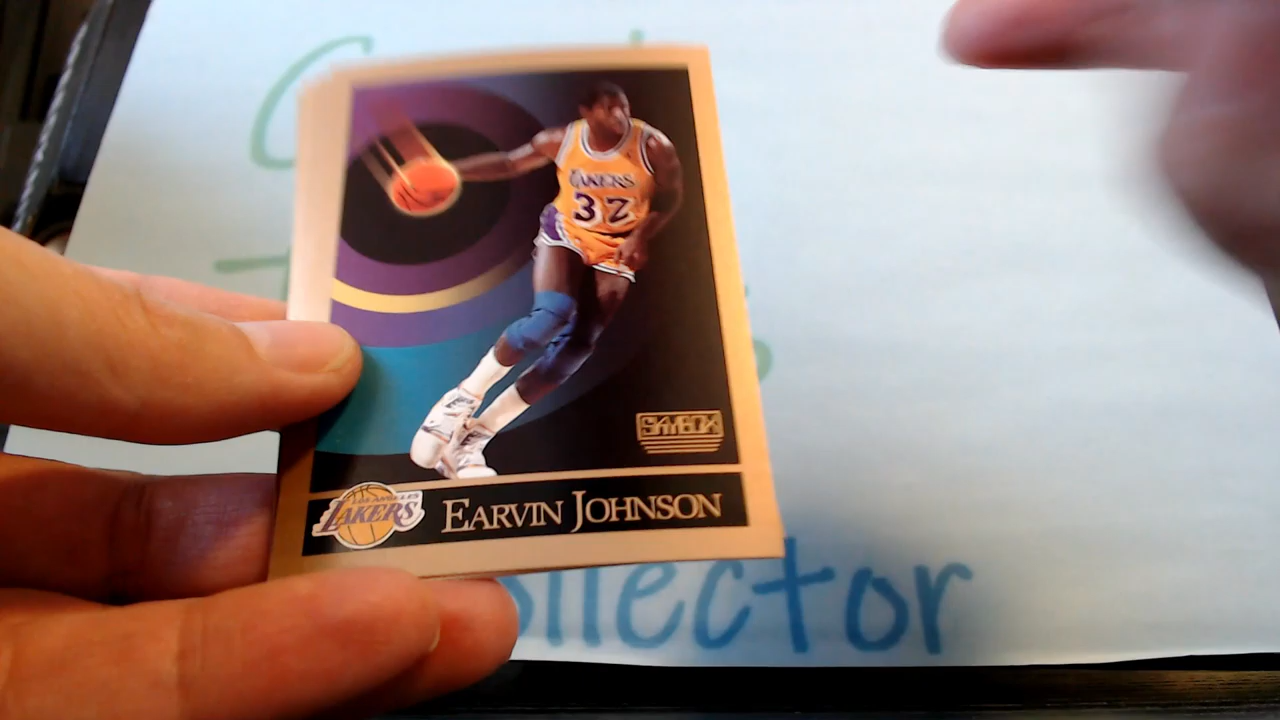 LAKERS
32
SKYBOX
LOS ANGELES
LAKERS
EARVIN JOHNSON
ollector